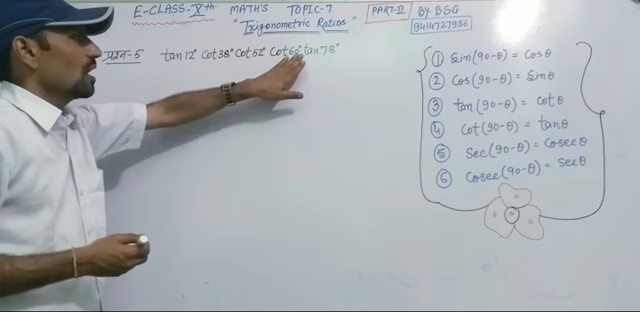 E-CLASS-Xth MATH'S TOPIC-7 PART-II BY:BSG
"Trigonometric Ratios" 9414727986
प्रश्न-5 tan12° Cot38° Cot52° Cot68° tan78°
① Sin(90-θ) = Cosθ
② Cos(90-θ) = Sinθ
③ tan(90-θ) = cotθ
④ Cot(90-θ) = tanθ
⑤ Sec(90-θ) = Cosecθ
⑥ Cosec(90-θ) = Secθ